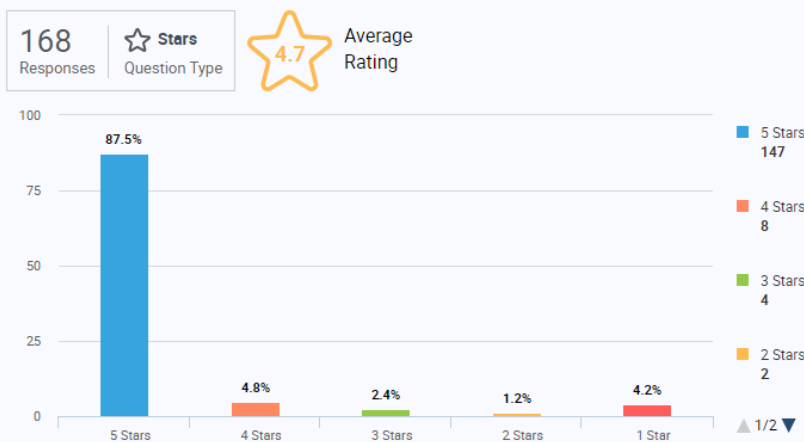 168
Responses
Stars
Question Type
4.7
Average
Rating
100
75
50
25
0
87.5%
4.8%
2.4%
1.2%
4.2%
5 Stars
4 Stars
3 Stars
2 Stars
1 Star
5 Stars
147
4 Stars
8
3 Stars
4
2 Stars
2
1/2